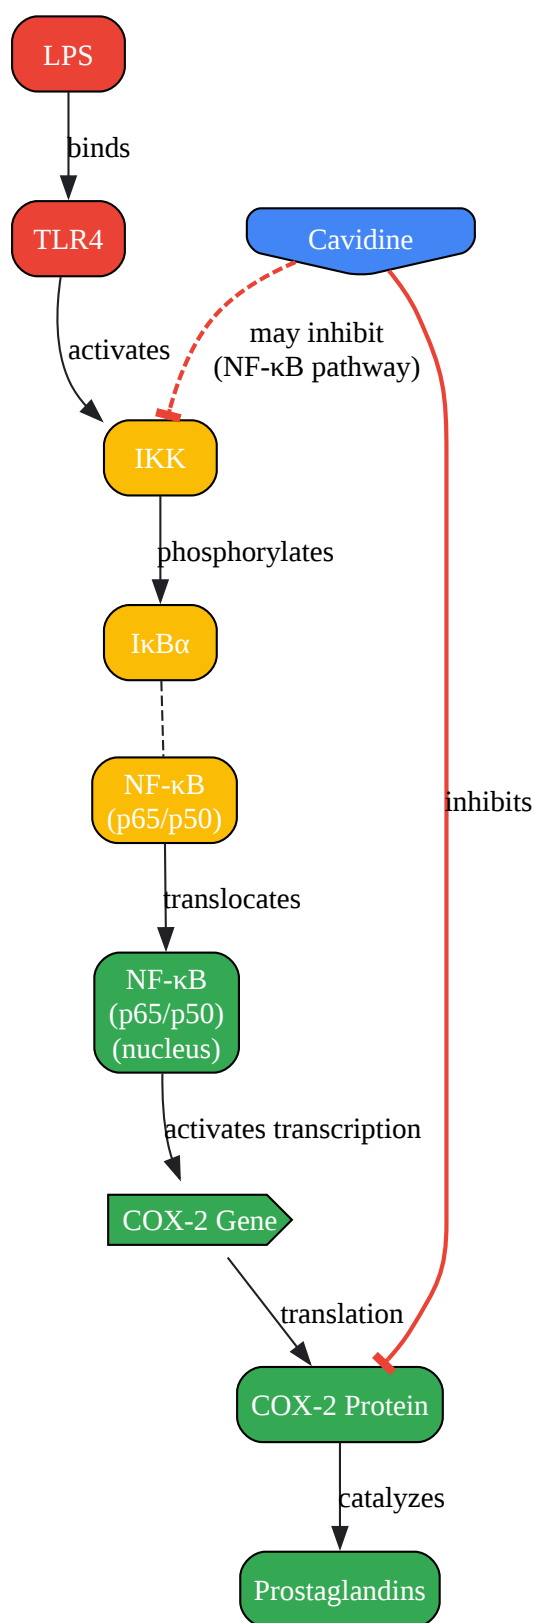 LPS
binds
TLR4
Cavidine
may inhibit
(NF-κB pathway)
activates
IKK
phosphorylates
IκBα
NF-κB
(p65/p50)
inhibits
translocates
NF-κB
(p65/p50)
(nucleus)
activates transcription
COX-2 Gene
translation
COX-2 Protein
catalyzes
Prostaglandins